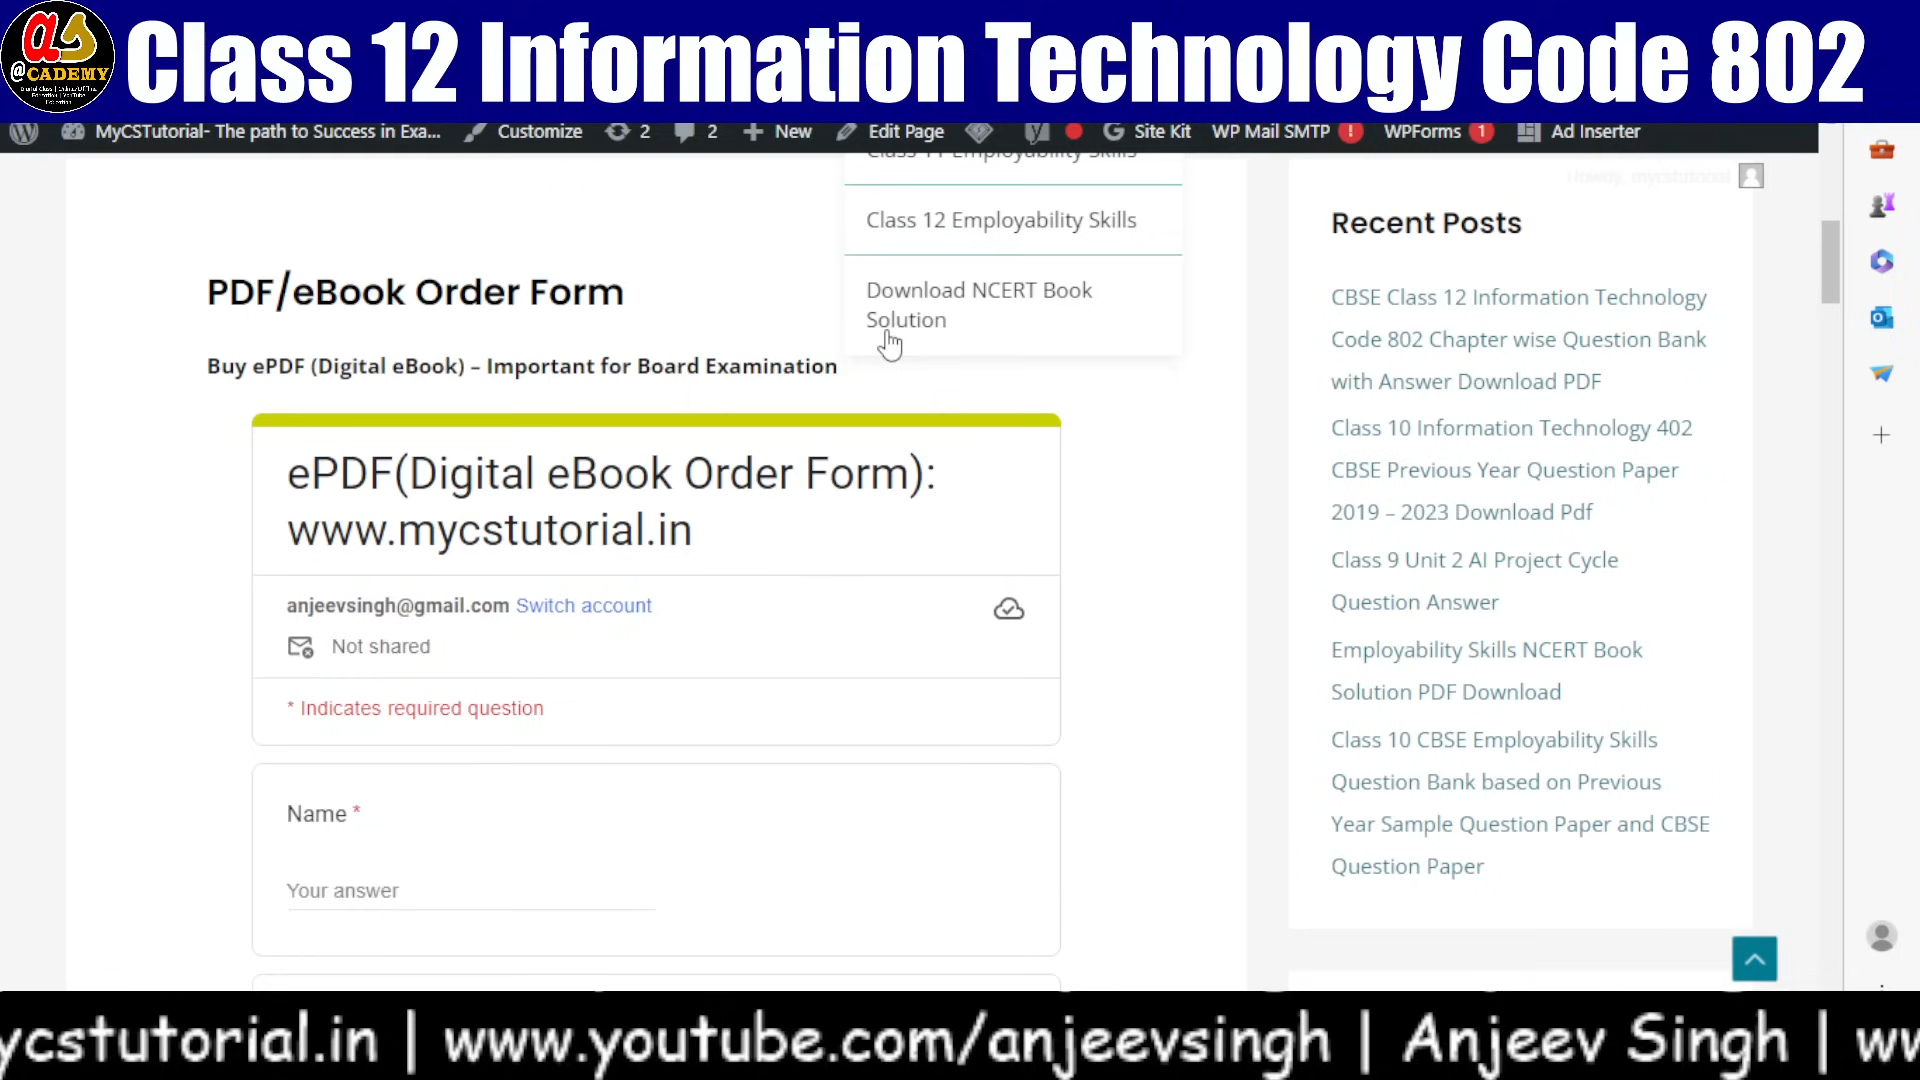 as
@CADEMY
Class 12 Information Technology Code 802
MyCSTutorial- The path to Success in Exa... Customize 2 2 New Edit Page Site Kit WP Mail SMTP ! WPForms 1 Ad Inserter
Class 11 Employability Skills
Howdy, mycstutorial
Class 12 Employability Skills
Download NCERT Book
Solution
PDF/eBook Order Form
Buy ePDF (Digital eBook) – Important for Board Examination
ePDF(Digital eBook Order Form):
www.mycstutorial.in
anjeevsingh@gmail.com Switch account
Not shared
* Indicates required question
Name *
Your answer
Recent Posts
CBSE Class 12 Information Technology
Code 802 Chapter wise Question Bank
with Answer Download PDF
Class 10 Information Technology 402
CBSE Previous Year Question Paper
2019 – 2023 Download Pdf
Class 9 Unit 2 AI Project Cycle
Question Answer
Employability Skills NCERT Book
Solution PDF Download
Class 10 CBSE Employability Skills
Question Bank based on Previous
Year Sample Question Paper and CBSE
Question Paper
ycstutorial.in | www.youtube.com/anjeevsingh | Anjeev Singh | ww